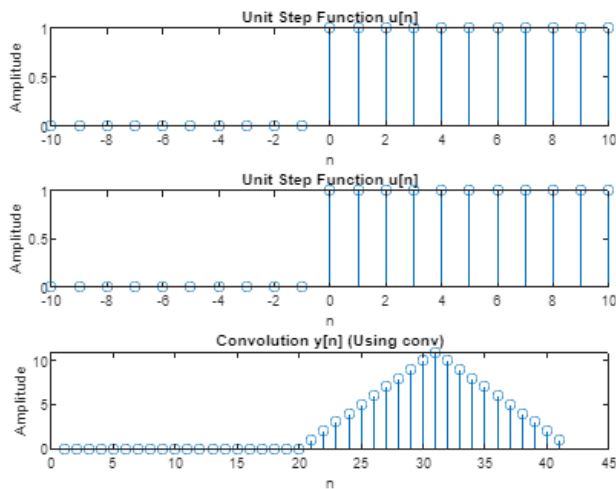 Unit Step Function u[n]
Amplitude
1
0.5
0
-10 -8 -6 -4 -2 0 2 4 6 8 10
n
Unit Step Function u[n]
Amplitude
1
0.5
0
-10 -8 -6 -4 -2 0 2 4 6 8 10
n
Convolution y[n] (Using conv)
Amplitude
10
5
0
0 5 10 15 20 25 30 35 40 45
n